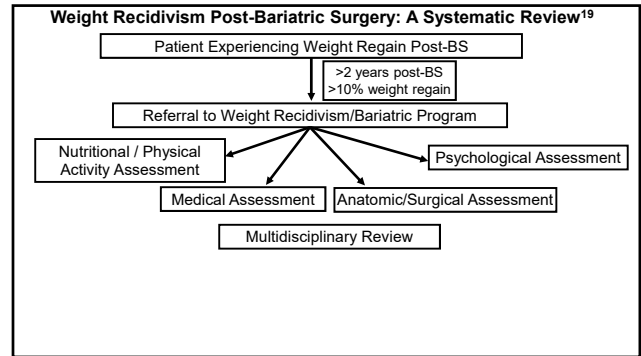 Weight Recidivism Post-Bariatric Surgery: A Systematic Review¹⁹
Patient Experiencing Weight Regain Post-BS
>2 years post-BS
>10% weight regain
Referral to Weight Recidivism/Bariatric Program
Nutritional / Physical
Activity Assessment
Psychological Assessment
Medical Assessment
Anatomic/Surgical Assessment
Multidisciplinary Review